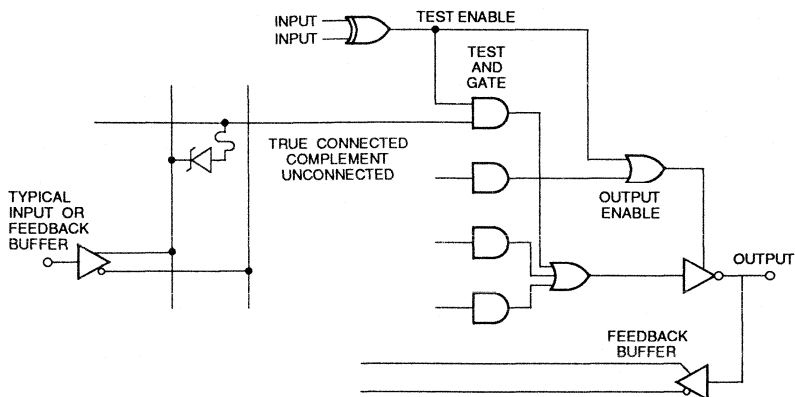 INPUT
INPUT
TEST ENABLE
TEST
AND
GATE
TRUE CONNECTED
COMPLEMENT
UNCONNECTED
TYPICAL
INPUT OR
FEEDBACK
BUFFER
OUTPUT
ENABLE
OUTPUT
FEEDBACK
BUFFER